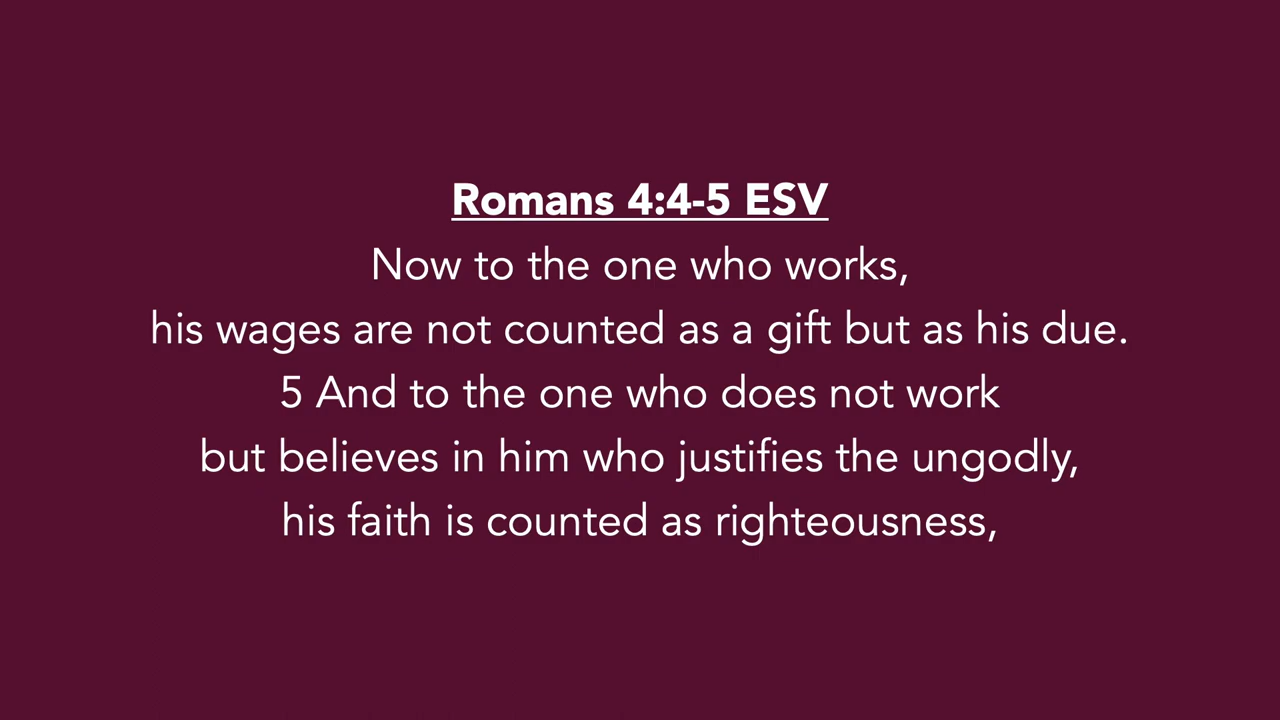 Romans 4:4-5 ESV
Now to the one who works,
his wages are not counted as a gift but as his due.
5 And to the one who does not work
but believes in him who justifies the ungodly,
his faith is counted as righteousness,